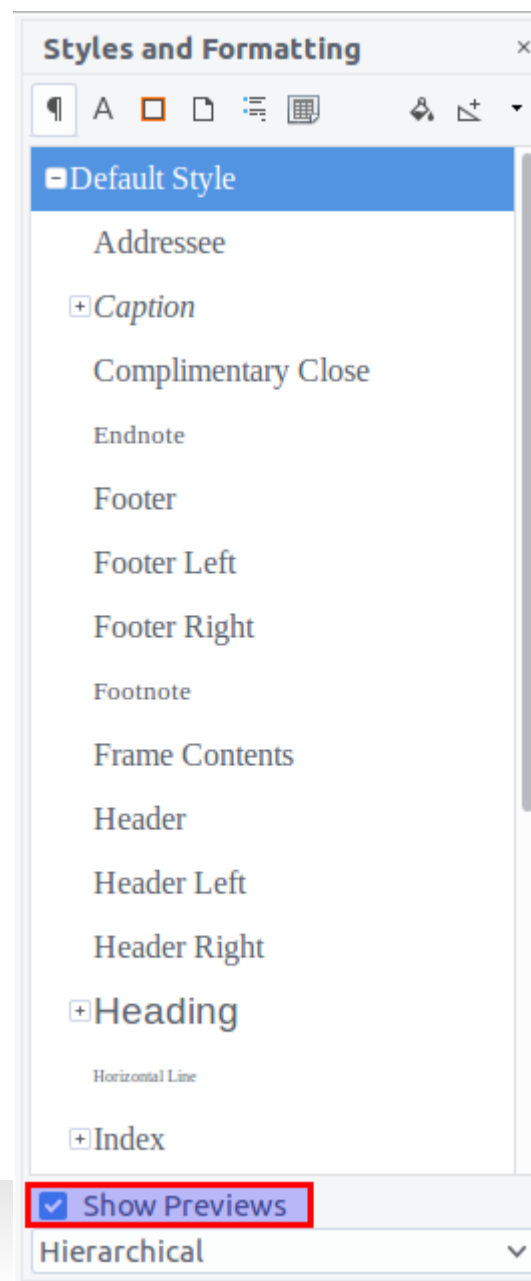 Styles and Formatting
Default Style
Addressee
Caption
Complimentary Close
Endnote
Footer
Footer Left
Footer Right
Footnote
Frame Contents
Header
Header Left
Header Right
Heading
Horizontal Line
Index
Show Previews
Hierarchical